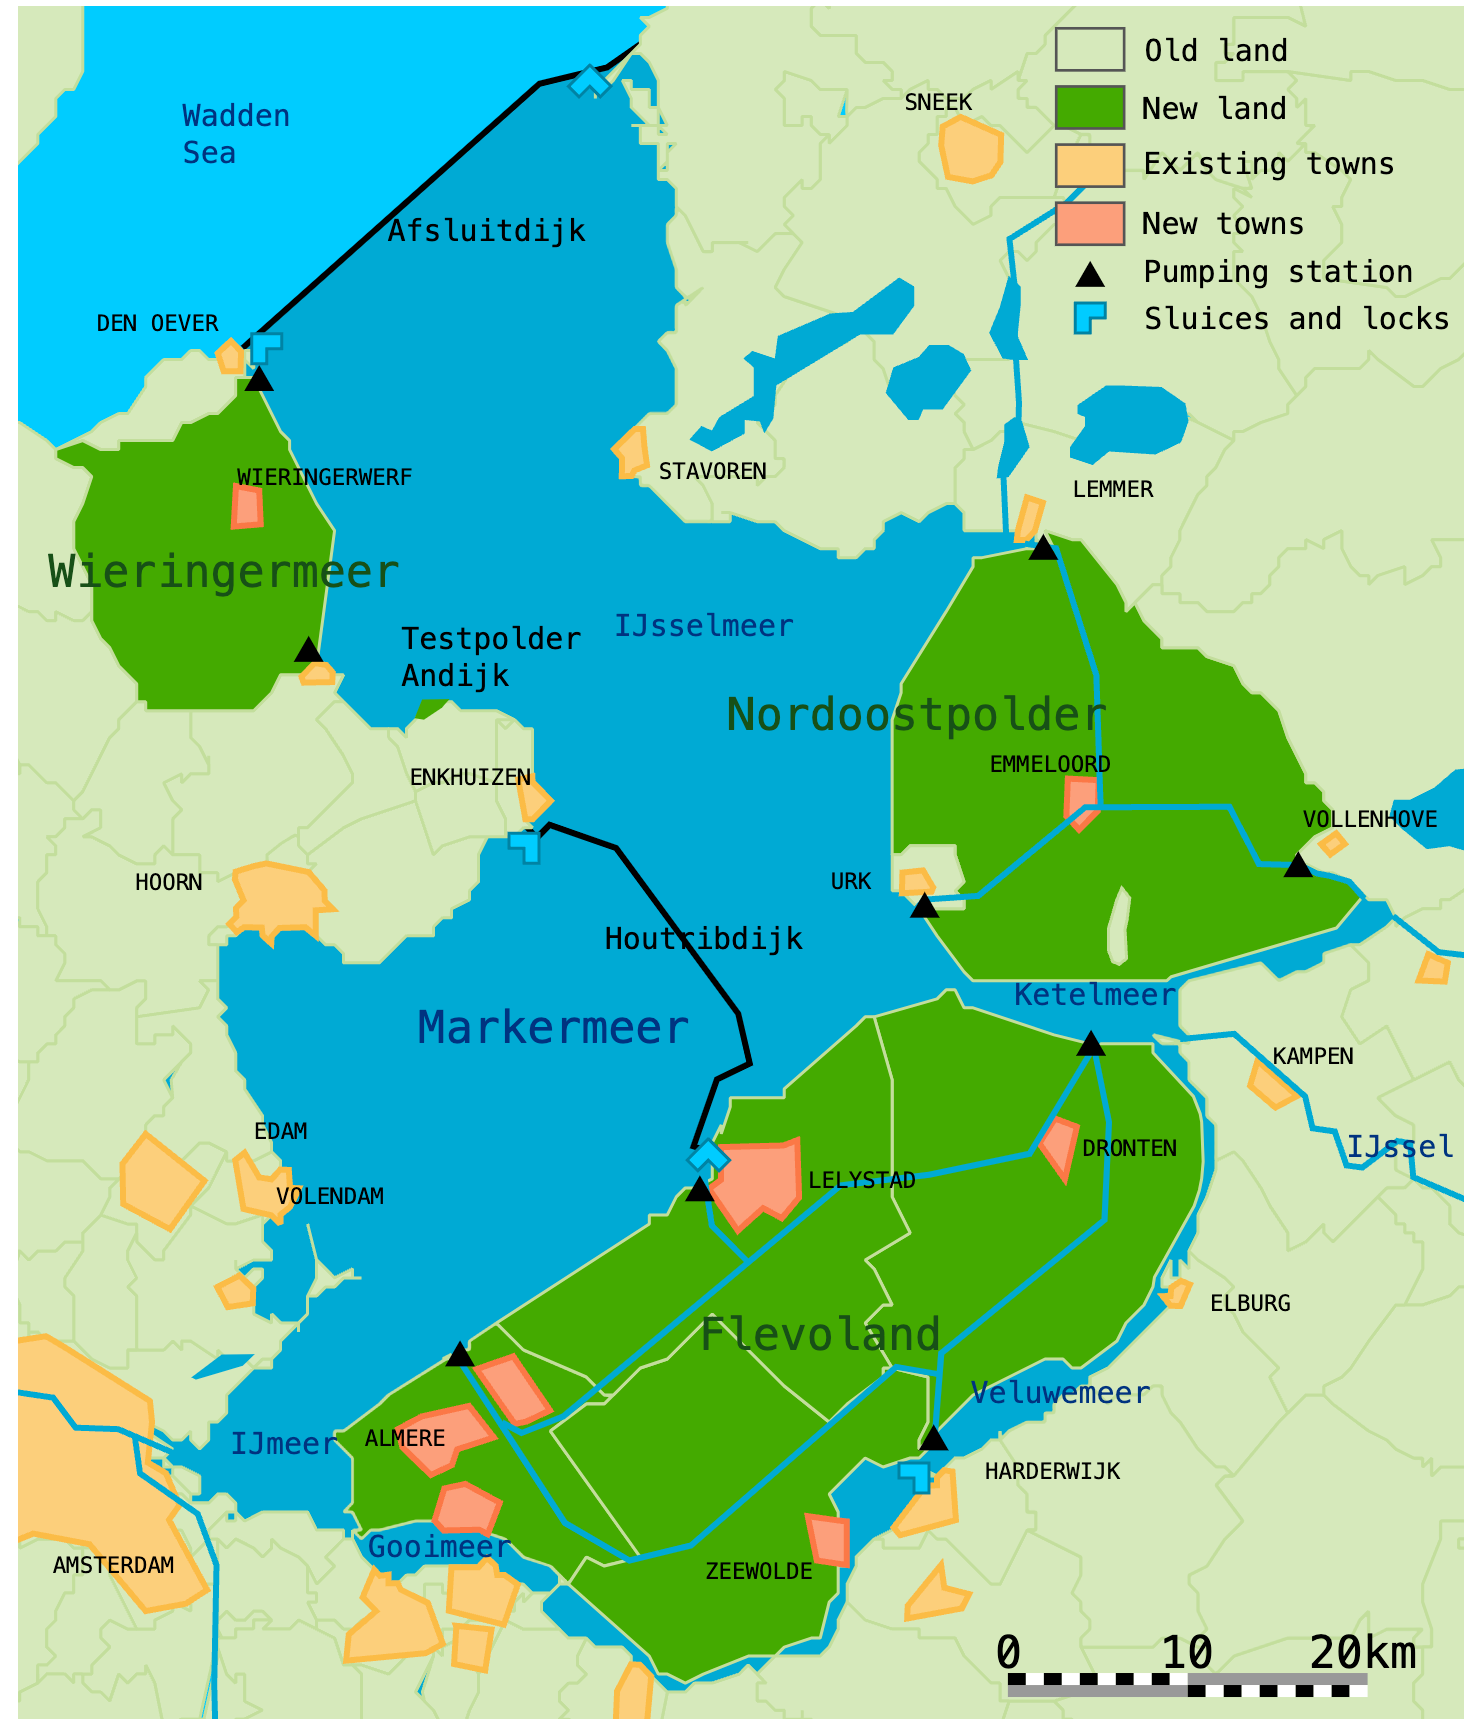 Old land
New land
Existing towns
New towns
Pumping station
Sluices and locks
Wadden
Sea
SNEEK
Afsluitdijk
DEN OEVER
WIERINGERWERF
STAVOREN
LEMMER
Wieringermeer
IJsselmeer
Testpolder
Andijk
Nordoostpolder
EMMELOORD
ENKHUIZEN
VOLLENHOVE
HOORN
URK
Houtribdijk
Ketelmeer
Markermeer
KAMPEN
EDAM
IJssel
DRONTEN
LELYSTAD
VOLENDAM
ELBURG
Flevoland
Veluwemeer
IJmeer
ALMERE
HARDERWIJK
Gooimeer
AMSTERDAM
ZEEWOLDE
0 10 20km